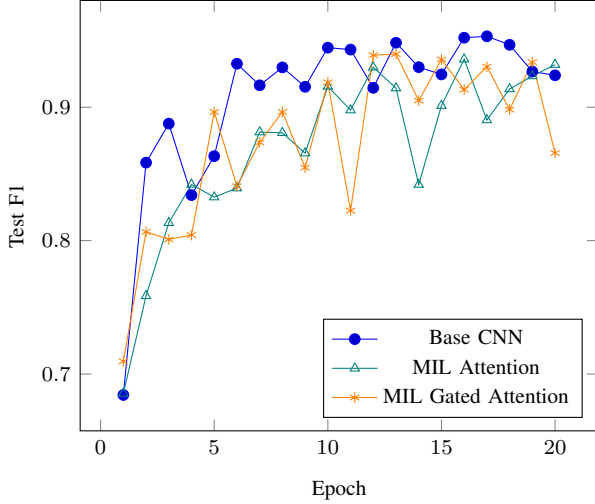 0.9
0.8
0.7
Test F1
Base CNN
MIL Attention
MIL Gated Attention
0 5 10 15 20
Epoch